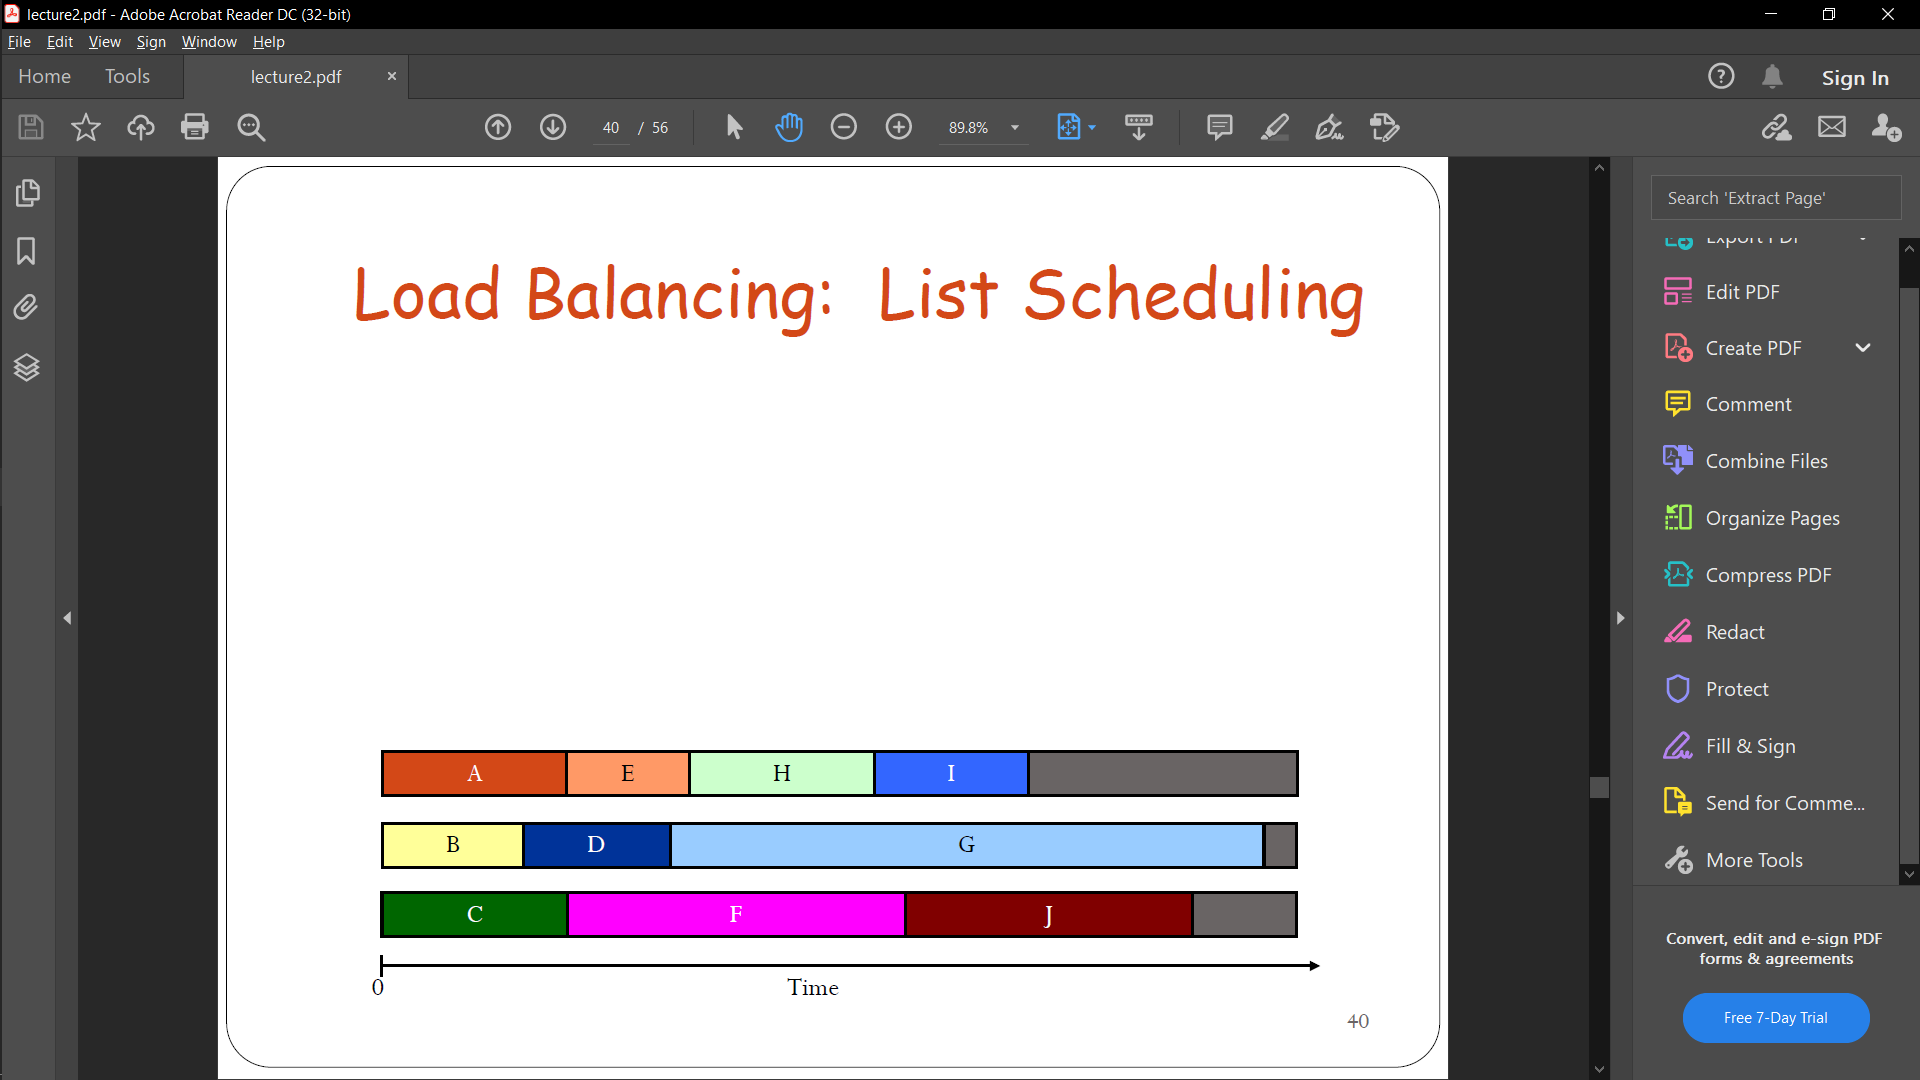 lecture2.pdf - Adobe Acrobat Reader DC (32-bit)
File Edit View Sign Window Help
Home Tools lecture2.pdf Sign In
40 / 56 89.8%
Load Balancing: List Scheduling
A E H I
B D G
C F J
0 Time
40
Search 'Extract Page'
Export PDF
Edit PDF
Create PDF
Comment
Combine Files
Organize Pages
Compress PDF
Redact
Protect
Fill & Sign
Send for Comme...
More Tools
Convert, edit and e-sign PDF
forms & agreements
Free 7-Day Trial